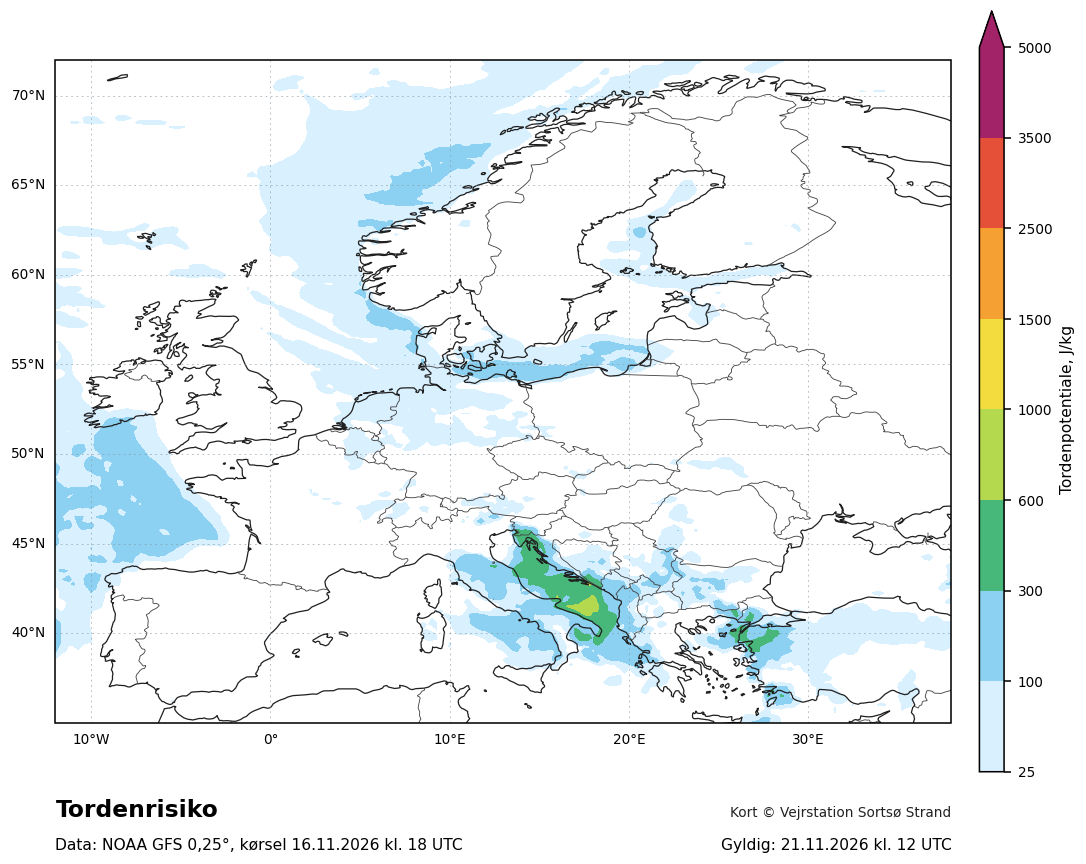 70°N
65°N
60°N
55°N
50°N
45°N
40°N
10°W
0°
10°E
20°E
30°E
5000
3500
2500
1500
1000
600
300
100
25
Tordenpotentiale, J/kg
Tordenrisiko
Kort © Vejrstation Sortsø Strand
Data: NOAA GFS 0,25°, kørsel 16.11.2026 kl. 18 UTC
Gyldig: 21.11.2026 kl. 12 UTC